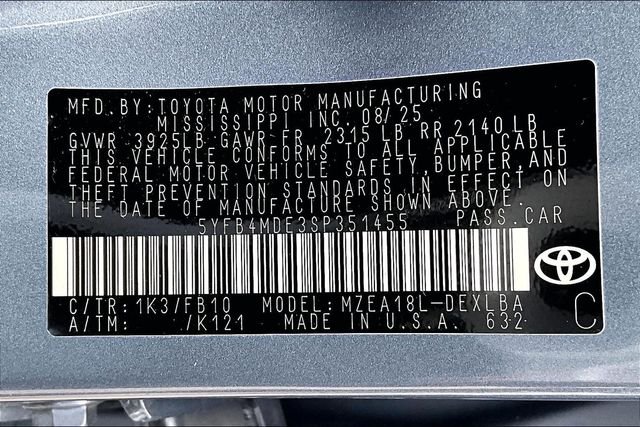 MFD. BY: TOYOTA MOTOR MANUFACTURING
MISSISSIPPI INC. 08/25
GVWR 3925LB GAWR FR 2315 LB RR 2140 LB
THIS VEHICLE CONFORMS TO ALL APPLICABLE
FEDERAL MOTOR VEHICLE SAFETY, BUMPER, AND
THEFT PREVENTION STANDARDS IN EFFECT ON
THE DATE OF MANUFACTURE SHOWN ABOVE.
5YFB4MDE3SP351455 PASS. CAR
C/TR: 1K3/FB10 MODEL: MZEA18L-DEXLBA
A/TM: /K121 MADE IN U.S.A. 632 C